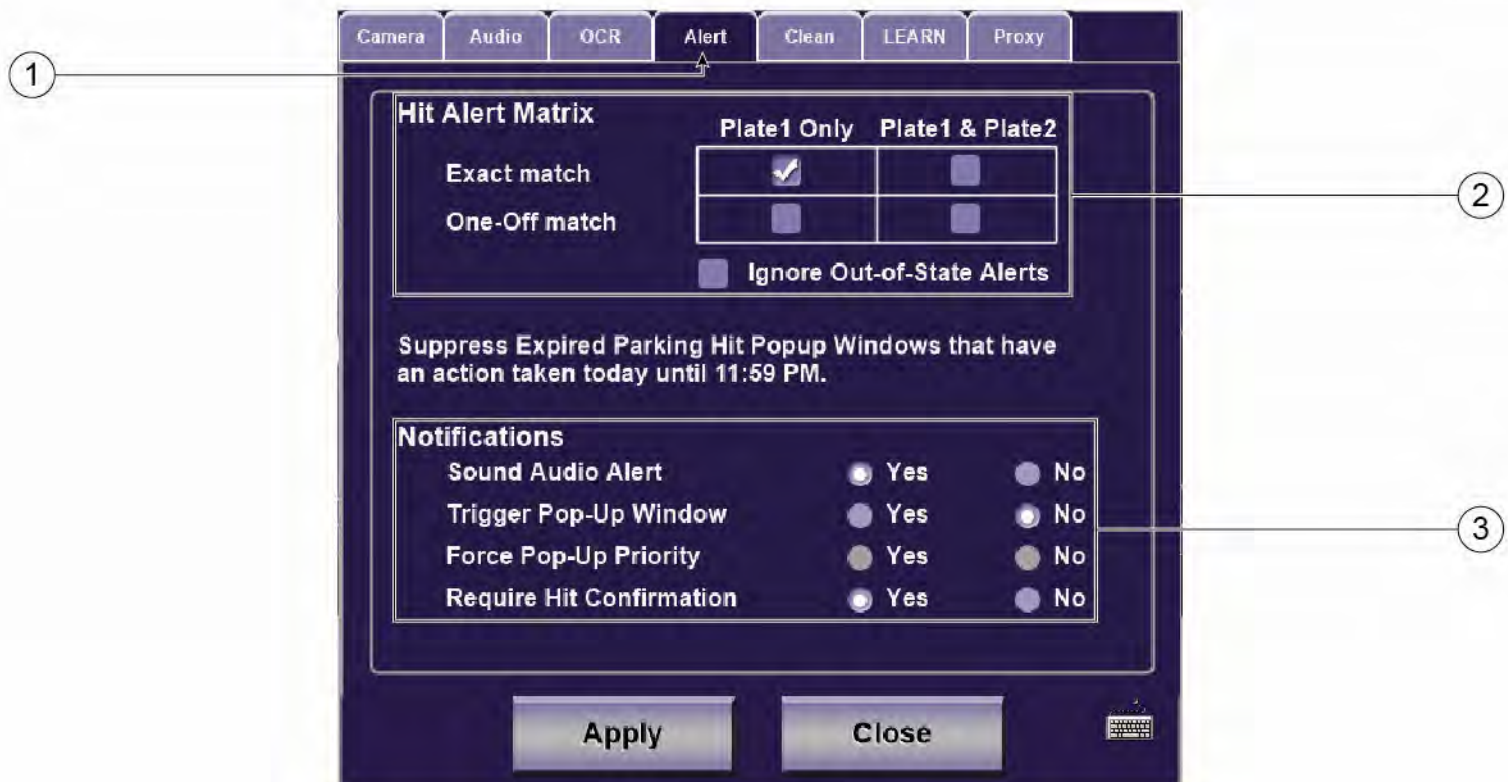 Camera Audio OCR Alert Clean LEARN Proxy
1
Hit Alert Matrix
Plate1 Only Plate1 & Plate2
Exact match
2
One-Off match
Ignore Out-of-State Alerts
Suppress Expired Parking Hit Popup Windows that have
an action taken today until 11:59 PM.
Notifications
Sound Audio Alert Yes No
Trigger Pop-Up Window Yes No
3
Force Pop-Up Priority Yes No
Require Hit Confirmation Yes No
Apply Close